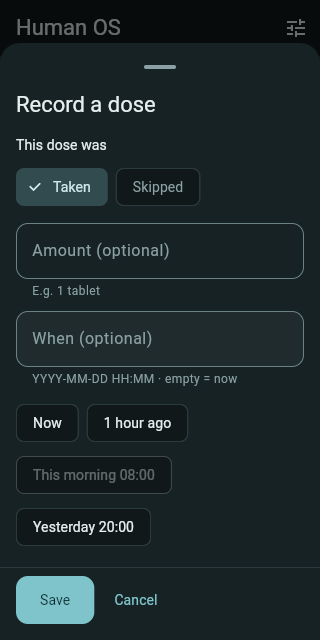 Human OS
Record a dose
This dose was
Taken
Skipped
Amount (optional)
E.g. 1 tablet
When (optional)
YYYY-MM-DD HH:MM · empty = now
Now
1 hour ago
This morning 08:00
Yesterday 20:00
Save
Cancel